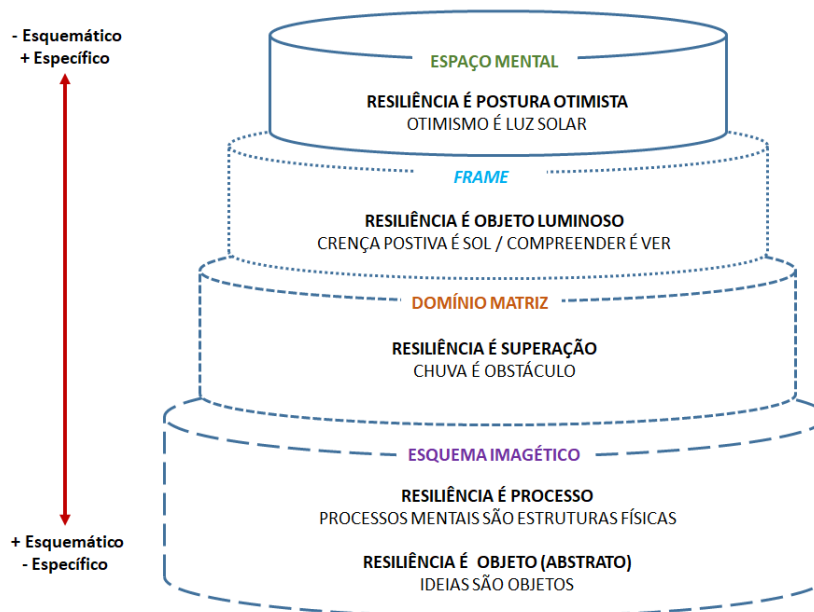 - Esquemático
+ Específico
ESPAÇO MENTAL
RESILIÊNCIA É POSTURA OTIMISTA
OTIMISMO É LUZ SOLAR
FRAME
RESILIÊNCIA É OBJETO LUMINOSO
CRENÇA POSTIVA É SOL / COMPREENDER É VER
DOMÍNIO MATRIZ
RESILIÊNCIA É SUPERAÇÃO
CHUVA É OBSTÁCULO
ESQUEMA IMAGÉTICO
RESILIÊNCIA É PROCESSO
PROCESSOS MENTAIS SÃO ESTRUTURAS FÍSICAS
RESILIÊNCIA É OBJETO (ABSTRATO)
IDEIAS SÃO OBJETOS
+ Esquemático
- Específico